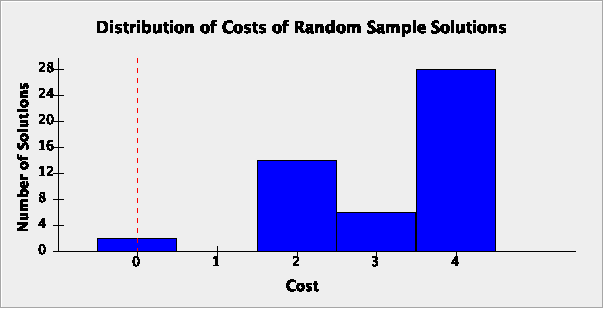 Distribution of Costs of Random Sample Solutions
Number of Solutions
28
24
20
16
12
8
4
0
0 1 2 3 4
Cost